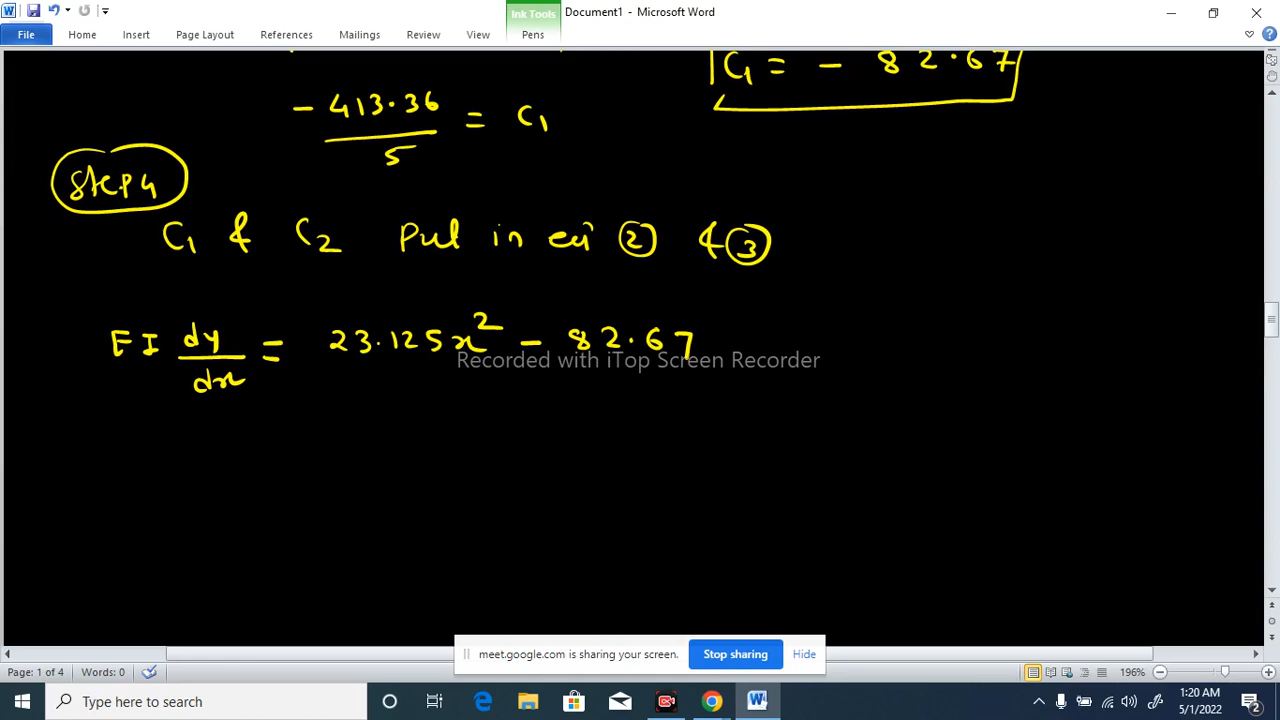 Document1 - Microsoft Word
Ink Tools
File Home Insert Page Layout References Mailings Review View Pens
C1 = - 82.67
- 413.36 / 5 = C1
Step 4
C1 & C2 Put in eq 2 & 3
EI dy/dx = 23.125x² - 82.67
Recorded with iTop Screen Recorder
meet.google.com is sharing your screen. Stop sharing Hide
Page: 1 of 4 Words: 0 196%
Type here to search
1:20 AM
5/1/2022
2